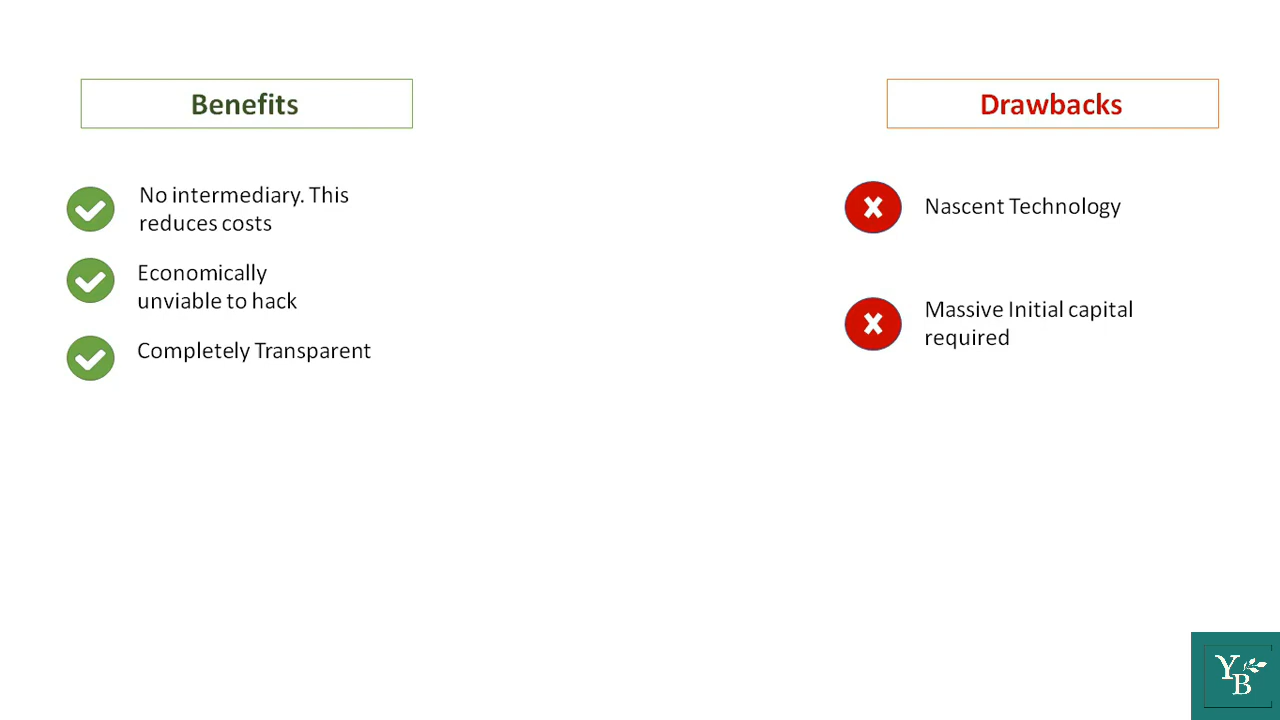 Benefits
No intermediary. This
reduces costs
Economically
unviable to hack
Completely Transparent
Drawbacks
Nascent Technology
Massive Initial capital
required
YB